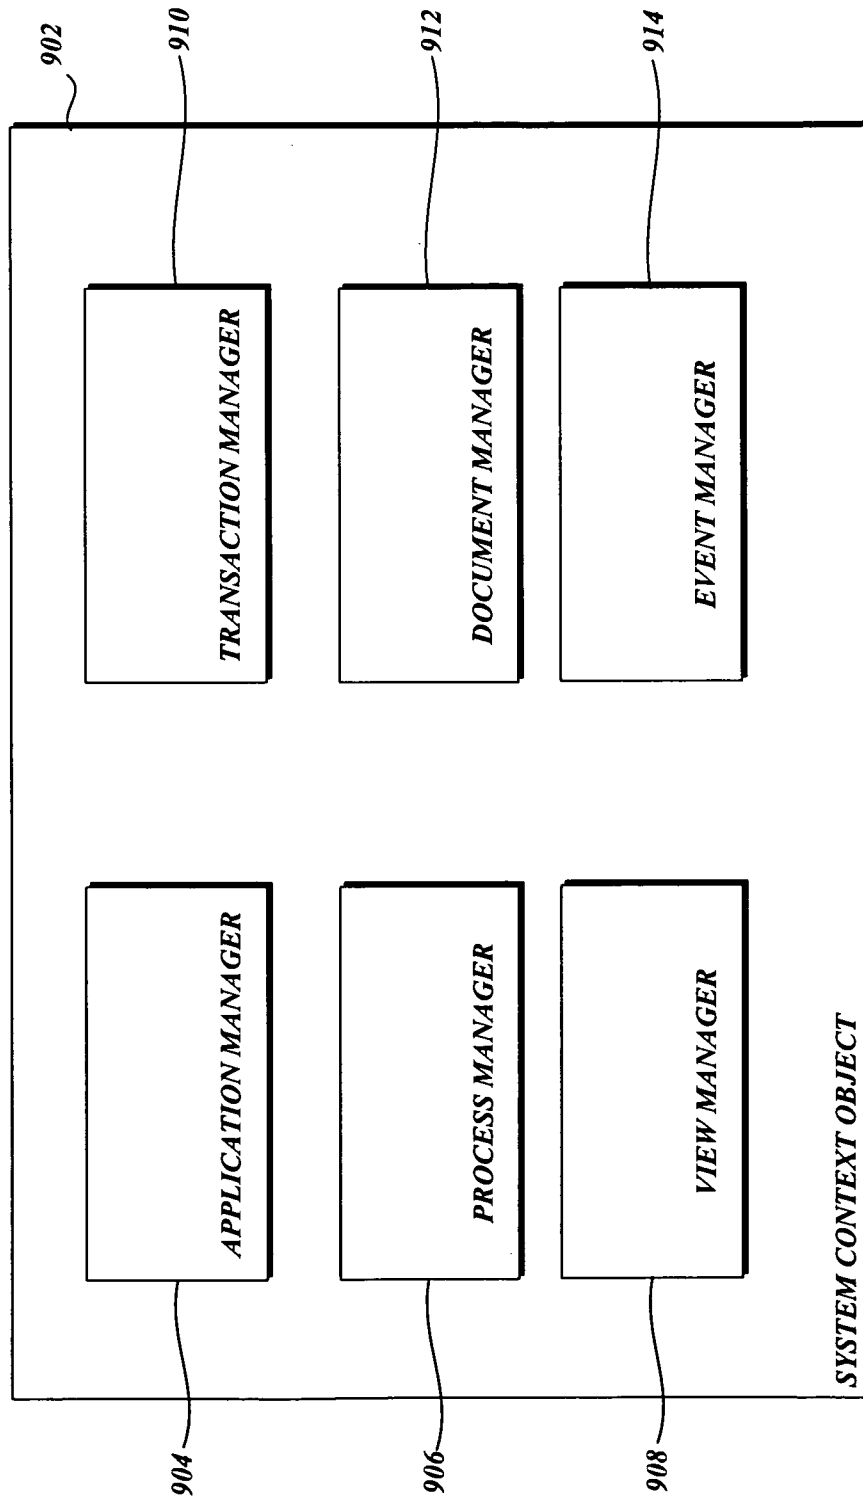 902
904
APPLICATION MANAGER
TRANSACTION MANAGER
910
906
PROCESS MANAGER
DOCUMENT MANAGER
912
908
VIEW MANAGER
EVENT MANAGER
914
SYSTEM CONTEXT OBJECT